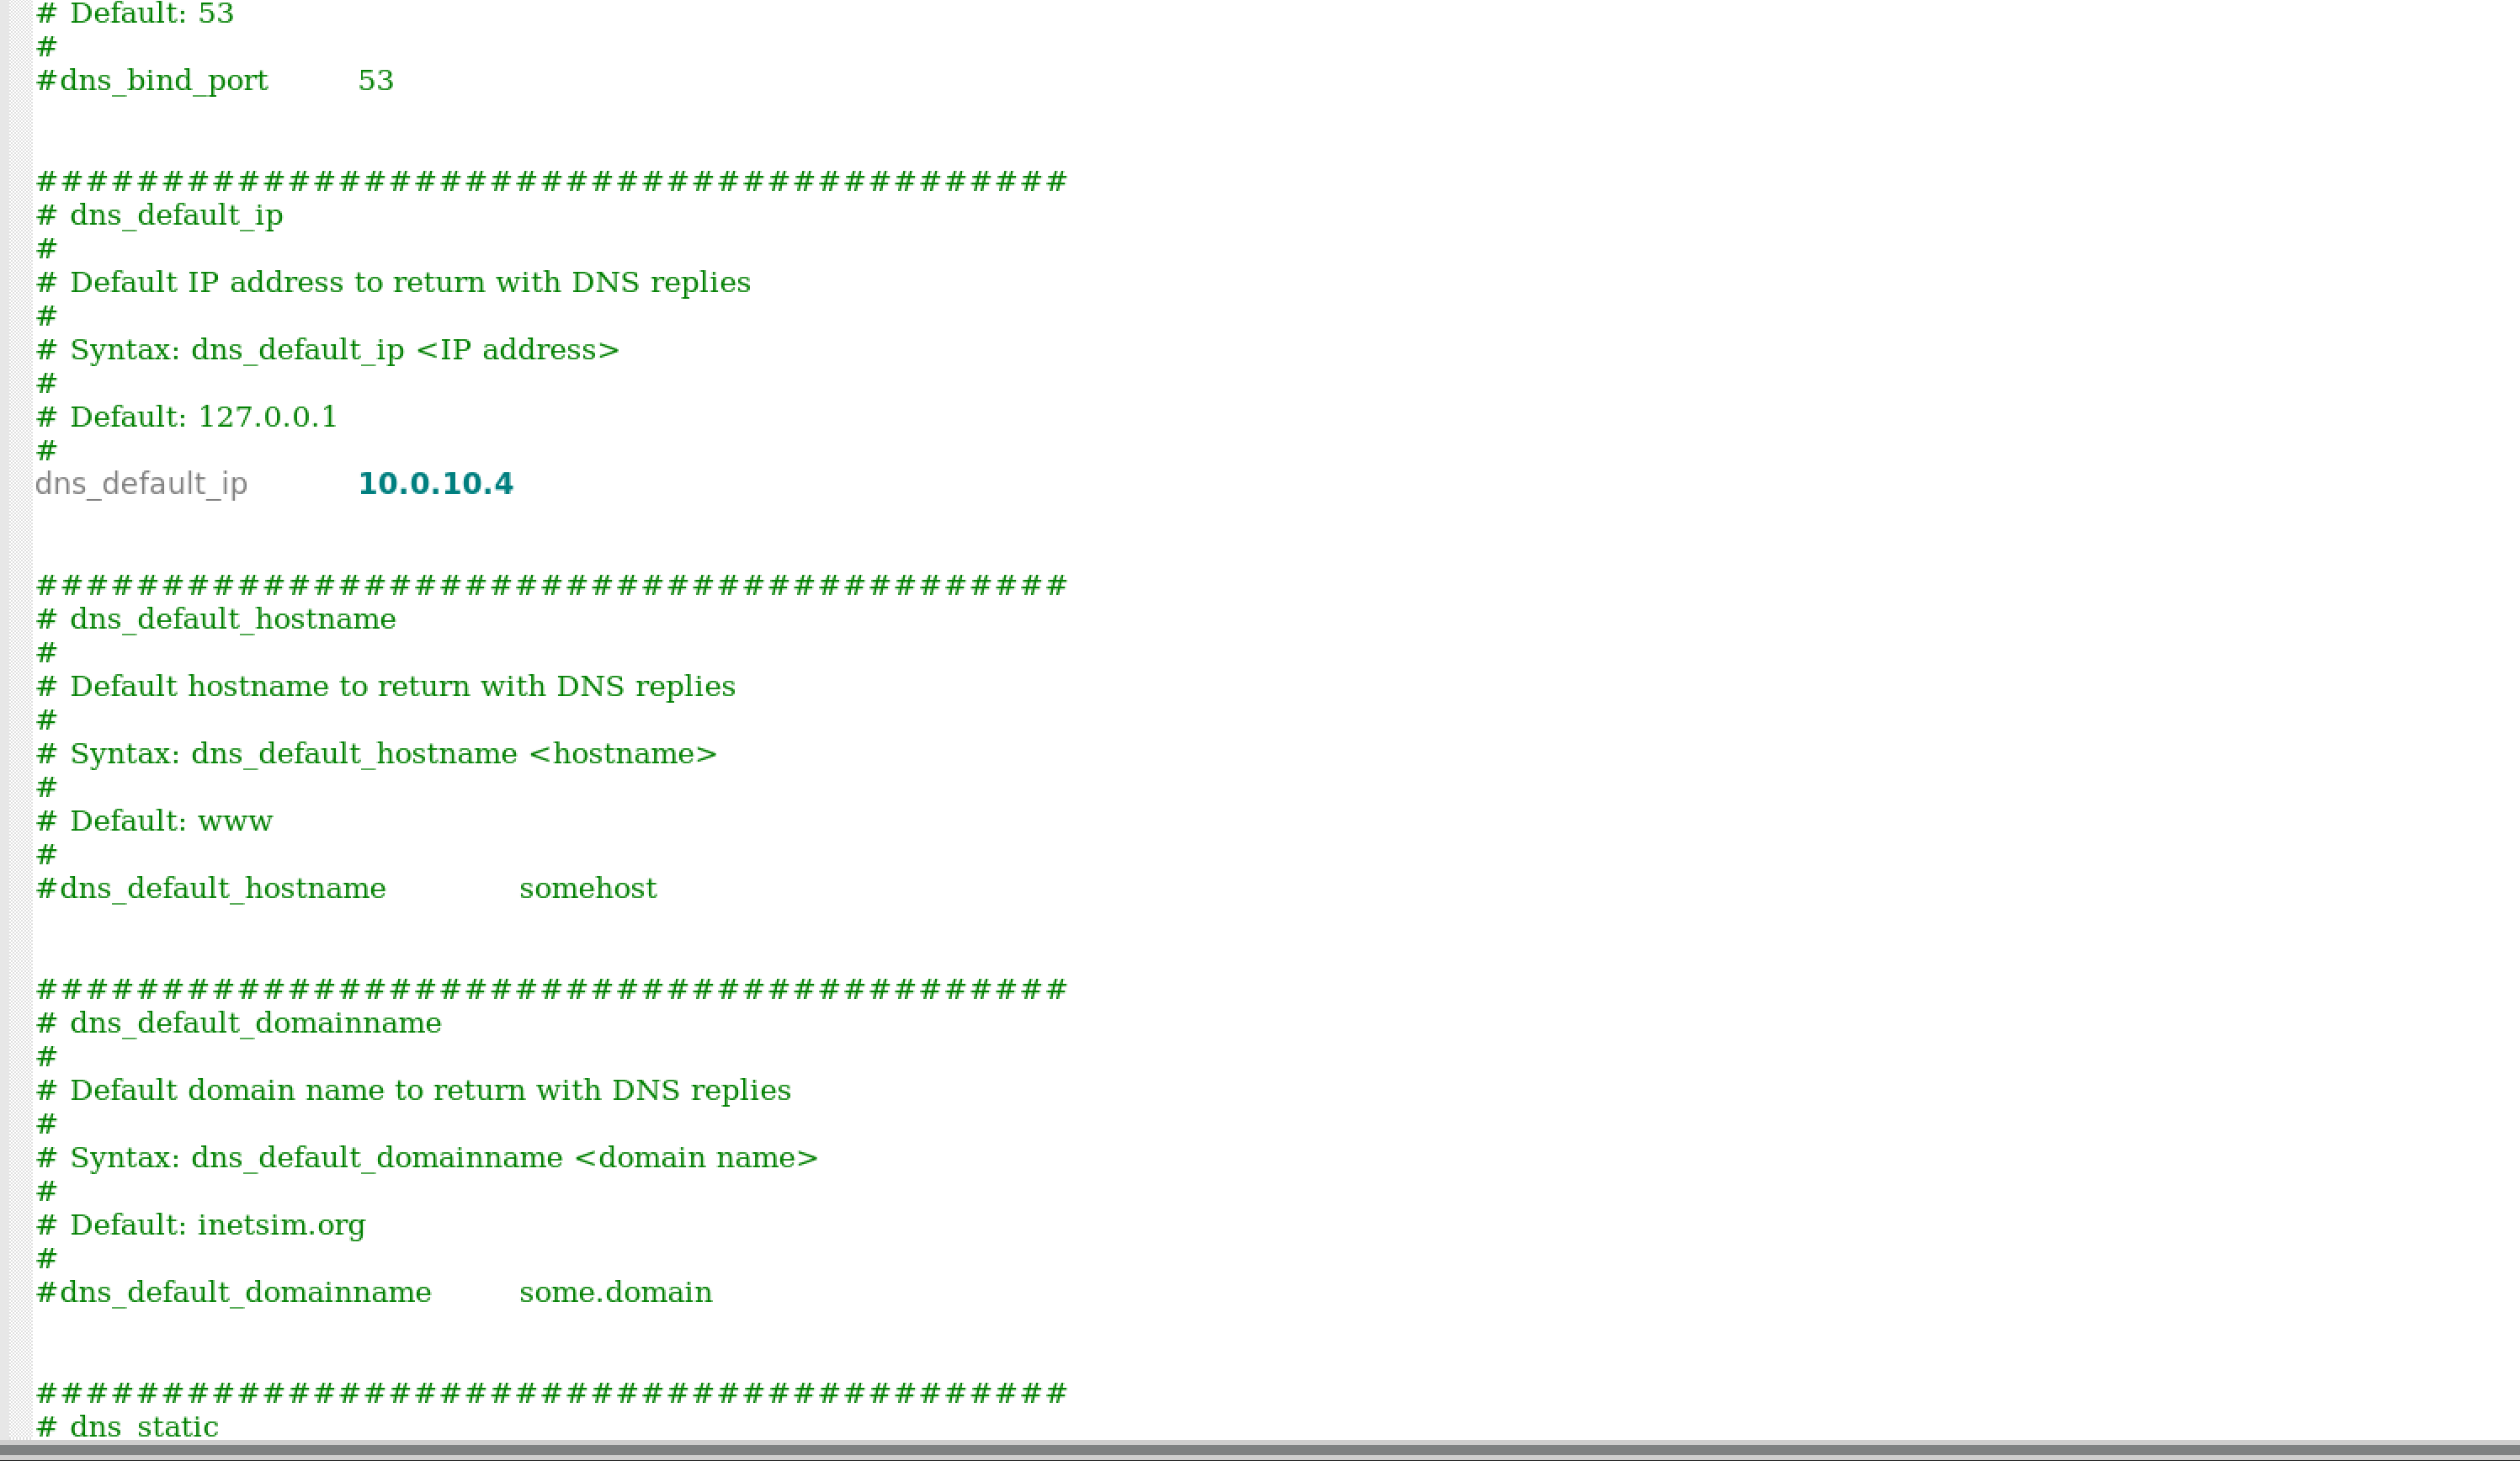 # Default: 53
#
#dns_bind_port 53
#########################################
# dns_default_ip
#
# Default IP address to return with DNS replies
#
# Syntax: dns_default_ip <IP address>
#
# Default: 127.0.0.1
#
dns_default_ip 10.0.10.4
#########################################
# dns_default_hostname
#
# Default hostname to return with DNS replies
#
# Syntax: dns_default_hostname <hostname>
#
# Default: www
#
#dns_default_hostname somehost
#########################################
# dns_default_domainname
#
# Default domain name to return with DNS replies
#
# Syntax: dns_default_domainname <domain name>
#
# Default: inetsim.org
#
#dns_default_domainname some.domain
#########################################
# dns_static